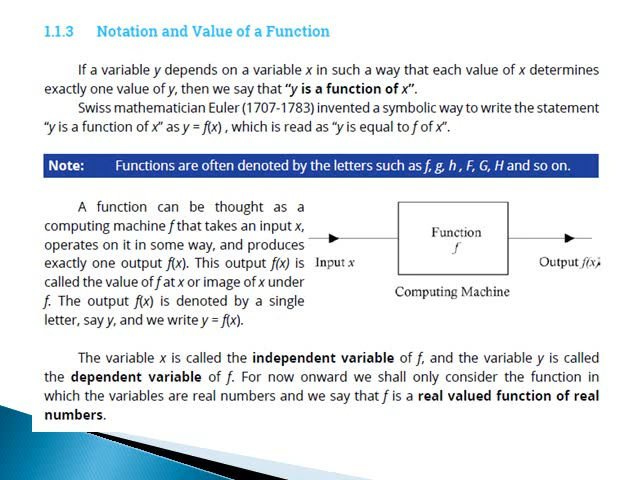 1.1.3 Notation and Value of a Function
If a variable y depends on a variable x in such a way that each value of x determines
exactly one value of y, then we say that “y is a function of x”.
Swiss mathematician Euler (1707-1783) invented a symbolic way to write the statement
“y is a function of x” as y = f(x) , which is read as “y is equal to f of x”.
Note: Functions are often denoted by the letters such as f, g, h , F, G, H and so on.
A function can be thought as a
computing machine f that takes an input x,
operates on it in some way, and produces
exactly one output f(x). This output f(x) is
called the value of f at x or image of x under
f. The output f(x) is denoted by a single
letter, say y, and we write y = f(x).
Function
f
Input x
Output f(x)
Computing Machine
The variable x is called the independent variable of f, and the variable y is called
the dependent variable of f. For now onward we shall only consider the function in
which the variables are real numbers and we say that f is a real valued function of real
numbers.